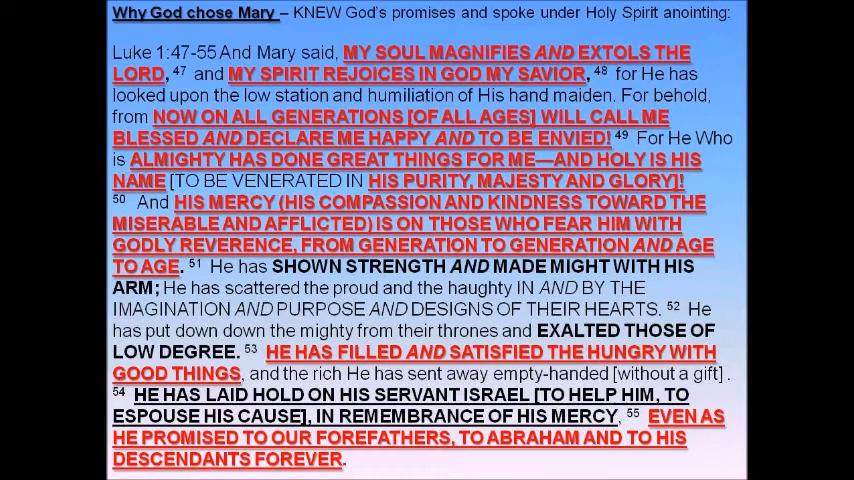 Why God chose Mary – KNEW God's promises and spoke under Holy Spirit anointing:
Luke 1:47-55 And Mary said, MY SOUL MAGNIFIES AND EXTOLS THE
LORD, 47 and MY SPIRIT REJOICES IN GOD MY SAVIOR, 48 for He has
looked upon the low station and humiliation of His hand maiden. For behold,
from NOW ON ALL GENERATIONS [OF ALL AGES] WILL CALL ME
BLESSED AND DECLARE ME HAPPY AND TO BE ENVIED! 49 For He Who
is ALMIGHTY HAS DONE GREAT THINGS FOR ME—AND HOLY IS HIS
NAME [TO BE VENERATED IN HIS PURITY, MAJESTY AND GLORY]!
50 And HIS MERCY (HIS COMPASSION AND KINDNESS TOWARD THE
MISERABLE AND AFFLICTED) IS ON THOSE WHO FEAR HIM WITH
GODLY REVERENCE, FROM GENERATION TO GENERATION AND AGE
TO AGE. 51 He has SHOWN STRENGTH AND MADE MIGHT WITH HIS
ARM; He has scattered the proud and the haughty IN AND BY THE
IMAGINATION AND PURPOSE AND DESIGNS OF THEIR HEARTS. 52 He
has put down down the mighty from their thrones and EXALTED THOSE OF
LOW DEGREE. 53 HE HAS FILLED AND SATISFIED THE HUNGRY WITH
GOOD THINGS, and the rich He has sent away empty-handed [without a gift] .
54 HE HAS LAID HOLD ON HIS SERVANT ISRAEL [TO HELP HIM, TO
ESPOUSE HIS CAUSE], IN REMEMBRANCE OF HIS MERCY, 55 EVEN AS
HE PROMISED TO OUR FOREFATHERS, TO ABRAHAM AND TO HIS
DESCENDANTS FOREVER.